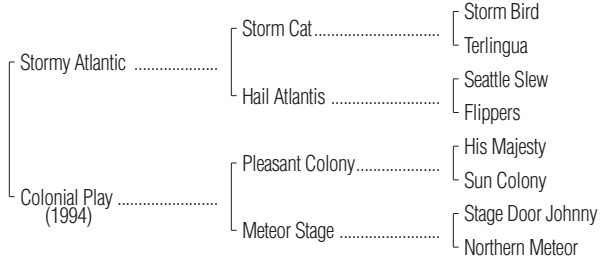 Storm Bird
Storm Cat
Terlingua
Stormy Atlantic
Seattle Slew
Hail Atlantis
Flippers
His Majesty
Pleasant Colony
Sun Colony
Colonial Play
(1994)
Stage Door Johnny
Meteor Stage
Northern Meteor